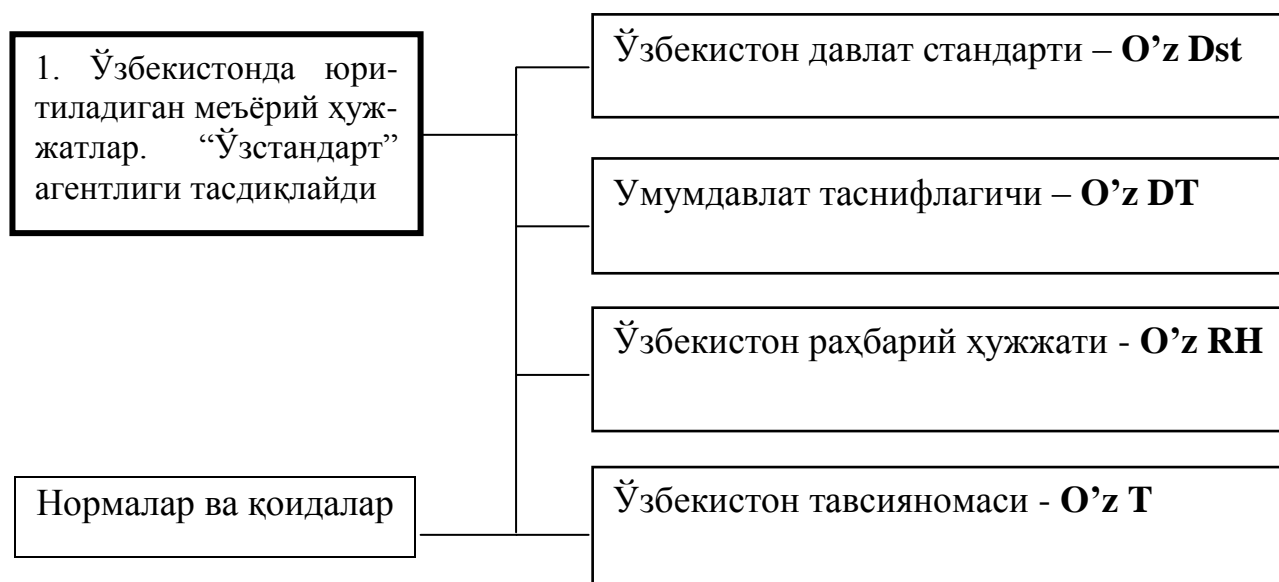 1. Ўзбекистонда юри-
тиладиган меъёрий ҳуж-
жатлар. “Ўзстандарт”
агентлиги тасдиқлайди
Ўзбекистон давлат стандарти – O’z Dst
Умумдавлат таснифлагичи – O’z DT
Ўзбекистон раҳбарий ҳужжати - O’z RH
Нормалар ва қоидалар
Ўзбекистон тавсияномаси - O’z T